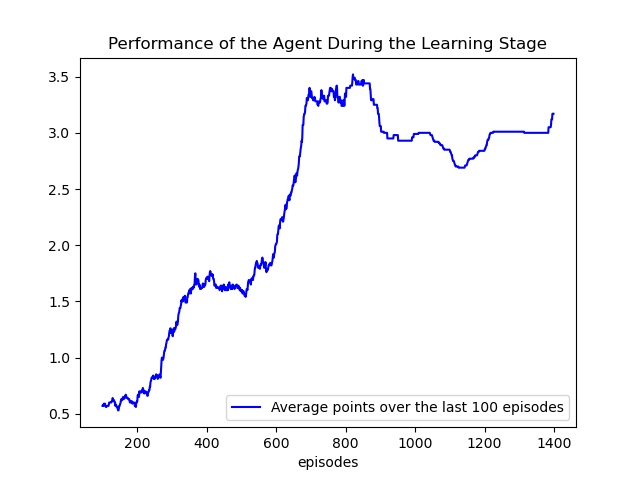 Performance of the Agent During the Learning Stage
3.5
3.0
2.5
2.0
1.5
1.0
0.5
Average points over the last 100 episodes
200 400 600 800 1000 1200 1400
episodes